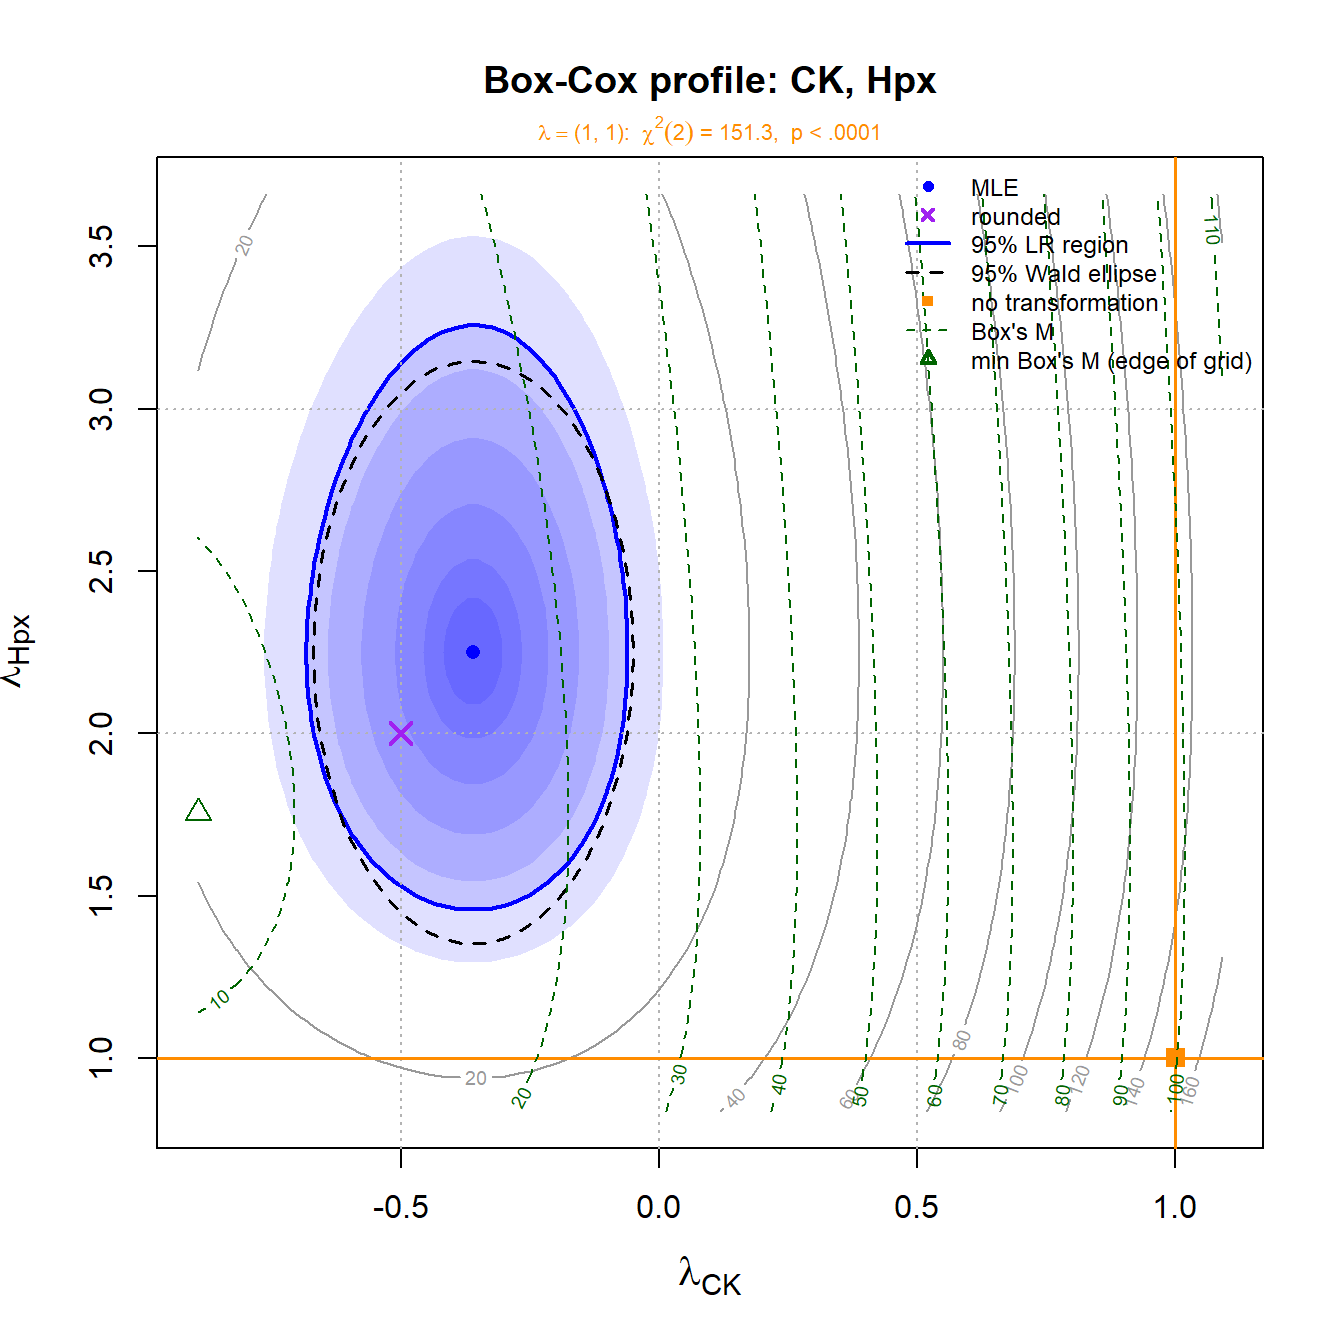 Box-Cox profile: CK, Hpx
λ = (1, 1): χ²(2) = 151.3, p < .0001
MLE
rounded
95% LR region
95% Wald ellipse
no transformation
Box's M
min Box's M (edge of grid)
20
110
3.5
3.0
2.5
2.0
1.5
1.0
λHpx
10
20
20
30
40
40
60
50
80
60
70
100
80
120
90
140
100
160
-0.5
0.0
0.5
1.0
λCK